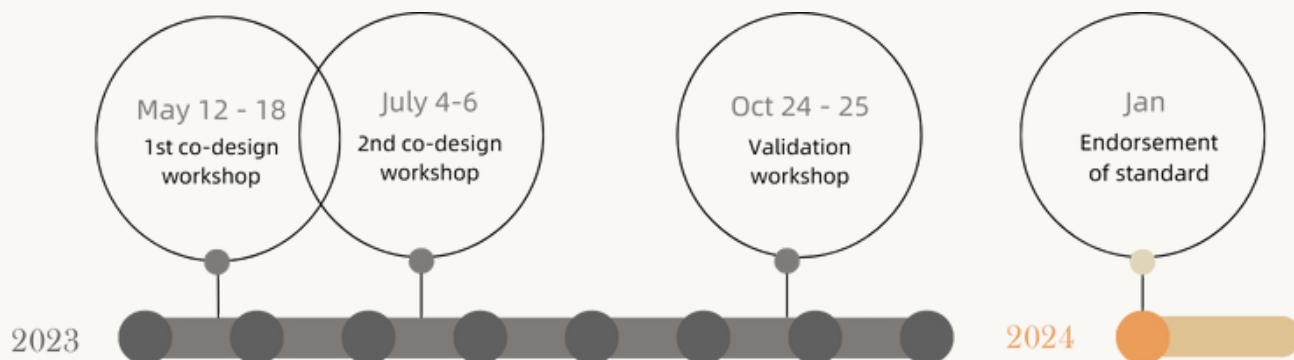 May 12 - 18
1st co-design
workshop
July 4-6
2nd co-design
workshop
Oct 24 - 25
Validation
workshop
Jan
Endorsement
of standard
2023
2024